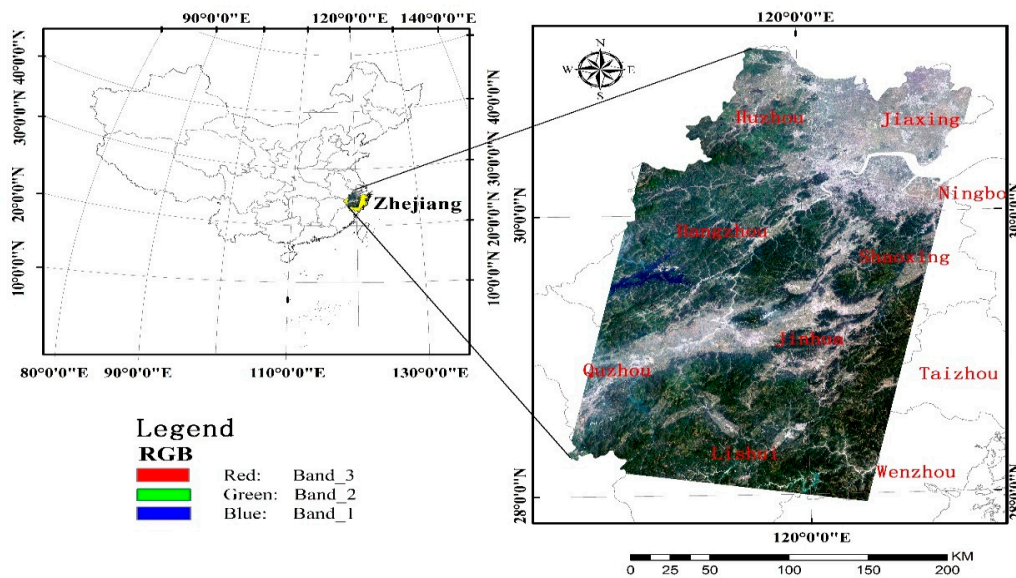 90°0'0"E
120°0'0"E
140°0'0"E
40°0'0"N
30°0'0"N
20°0'0"N
10°0'0"N
40°0'0"N
30°0'0"N
20°0'0"N
10°0'0"N
80°0'0"E
90°0'0"E
110°0'0"E
130°0'0"E
Zhejiang
Legend
RGB
Red: Band_3
Green: Band_2
Blue: Band_1
120°0'0"E
N
W E
S
Huzhou
Jiaxing
Ningbo
30°0'0"N
30°0'0"N
Hangzhou
Shaoxing
Jinhua
Quzhou
Taizhou
Lishui
Wenzhou
28°0'0"N
28°0'0"N
120°0'0"E
KM
0 25 50 100 150 200